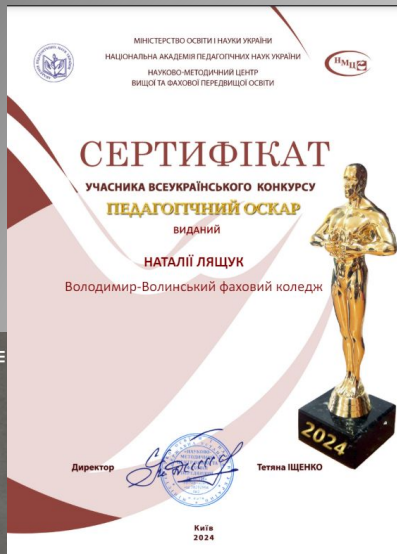 МІНІСТЕРСТВО ОСВІТИ І НАУКИ УКРАЇНИ
НАЦІОНАЛЬНА АКАДЕМІЯ ПЕДАГОГІЧНИХ НАУК УКРАЇНИ
НАУКОВО-МЕТОДИЧНИЙ ЦЕНТР
ВИЩОЇ ТА ФАХОВОЇ ПЕРЕДВИЩОЇ ОСВІТИ
НМЦ
СЕРТИФІКАТ
УЧАСНИКА ВСЕУКРАЇНСЬКОГО КОНКУРСУ
ПЕДАГОГІЧНИЙ ОСКАР
ВИДАНИЙ
НАТАЛІЇ ЛЯЩУК
Володимир-Волинський фаховий коледж
Е
2024
Директор
Тетяна ІЩЕНКО
Київ
2024